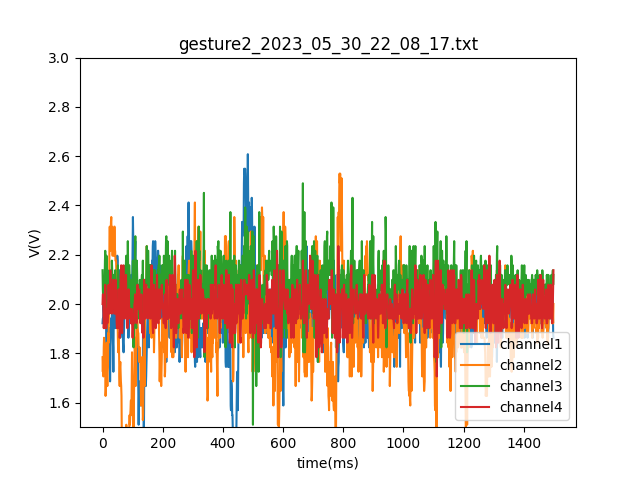 gesture2_2023_05_30_22_08_17.txt
3.0
2.8
2.6
2.4
2.2
2.0
1.8
1.6
V(V)
channel1
channel2
channel3
channel4
0 200 400 600 800 1000 1200 1400
time(ms)